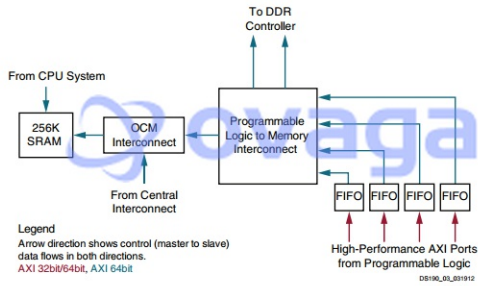 To DDR
Controller
From CPU System
256K
SRAM
OCM
Interconnect
Programmable
Logic to Memory
Interconnect
From Central
Interconnect
FIFO FIFO FIFO FIFO
Legend
Arrow direction shows control (master to slave)
data flows in both directions.
AXI 32bit/64bit, AXI 64bit
High-Performance AXI Ports
from Programmable Logic
DS190_03_031912
ovaga